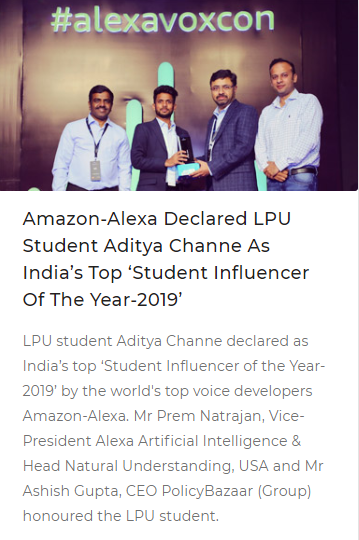 #alexavoxcon
Amazon-Alexa Declared LPU
Student Aditya Channe As
India's Top ‘Student Influencer
Of The Year-2019’
LPU student Aditya Channe declared as
India's top ‘Student Influencer of the Year-
2019’ by the world's top voice developers
Amazon-Alexa. Mr Prem Natrajan, Vice-
President Alexa Artificial Intelligence &
Head Natural Understanding, USA and Mr
Ashish Gupta, CEO PolicyBazaar (Group)
honoured the LPU student.